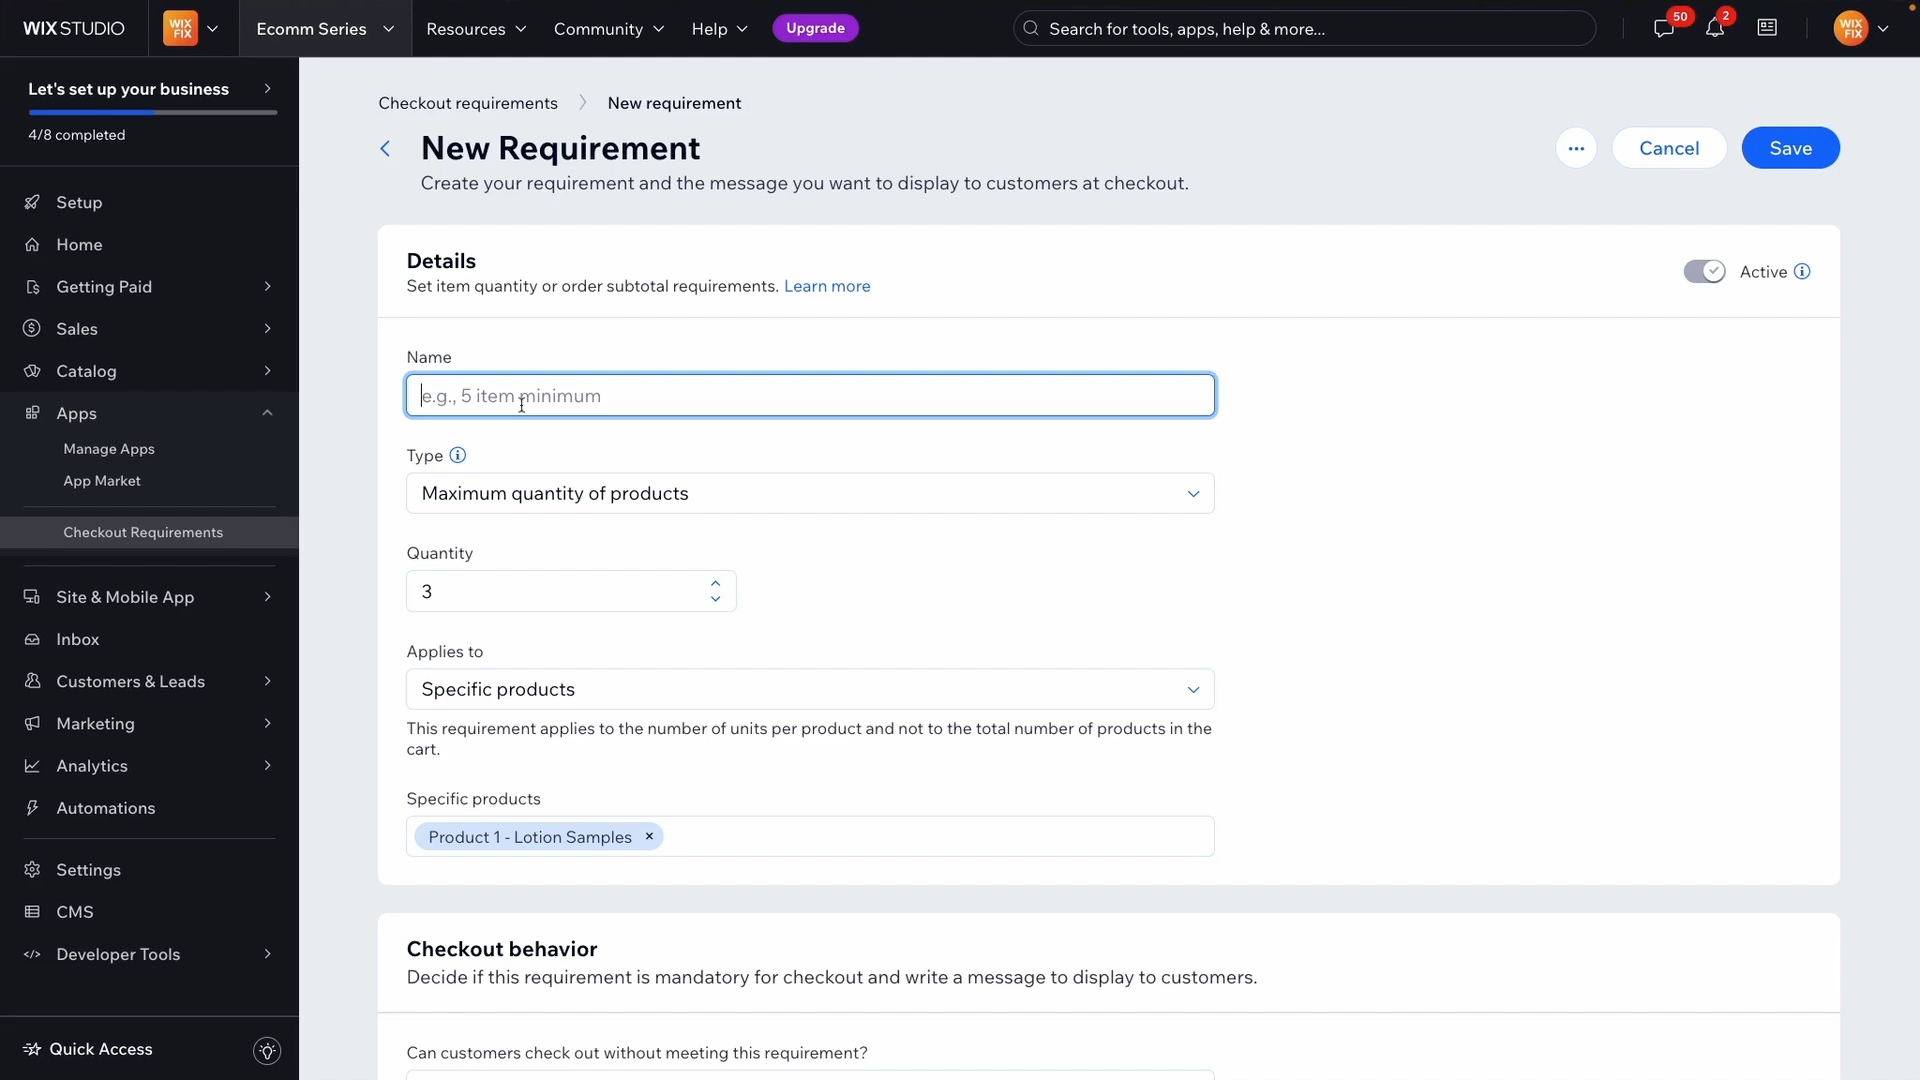 WIX STUDIO
WIX
FIX
Ecomm Series
Resources
Community
Help
Upgrade
Search for tools, apps, help & more...
50
2
WIX
FIX
Let's set up your business
4/8 completed
Setup
Home
Getting Paid
Sales
Catalog
Apps
Manage Apps
App Market
Checkout Requirements
Site & Mobile App
Inbox
Customers & Leads
Marketing
Analytics
Automations
Settings
CMS
Developer Tools
Quick Access
Checkout requirements
New requirement
New Requirement
Create your requirement and the message you want to display to customers at checkout.
Cancel
Save
Details
Set item quantity or order subtotal requirements. Learn more
Active
Name
e.g., 5 item minimum
Type
Maximum quantity of products
Quantity
3
Applies to
Specific products
This requirement applies to the number of units per product and not to the total number of products in the
cart.
Specific products
Product 1 - Lotion Samples
Checkout behavior
Decide if this requirement is mandatory for checkout and write a message to display to customers.
Can customers check out without meeting this requirement?